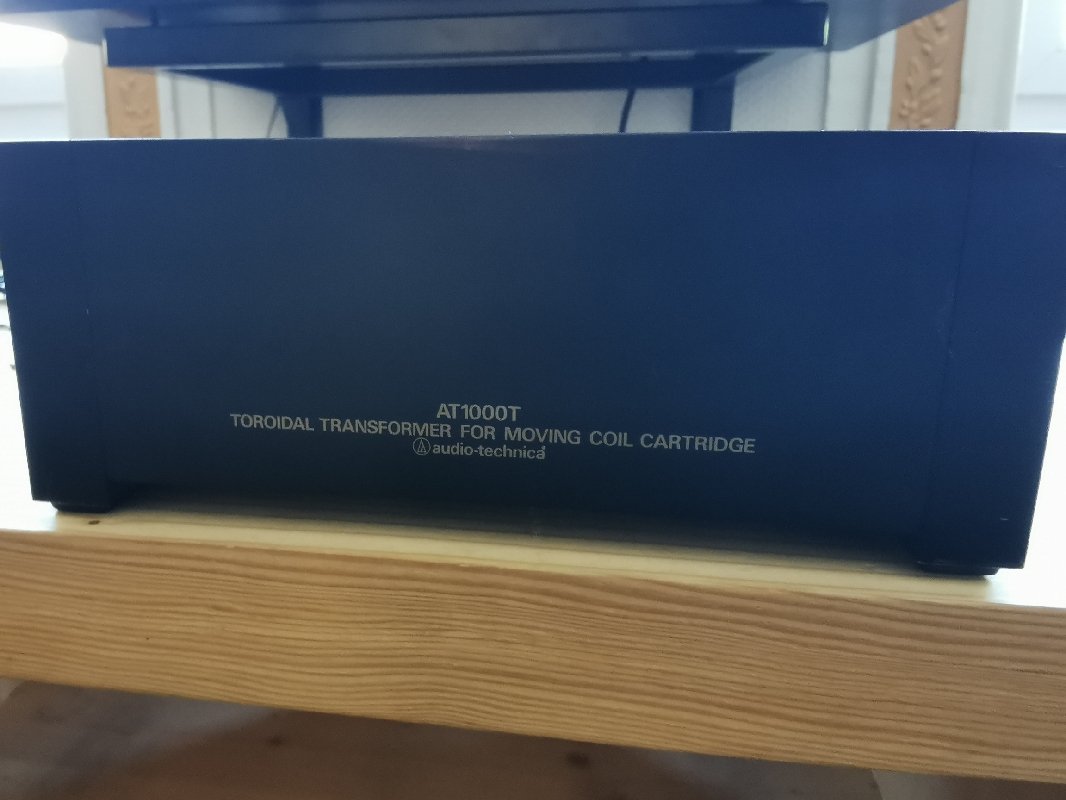 AT1000T
TOROIDAL TRANSFORMER FOR MOVING COIL CARTRIDGE
audio-technica